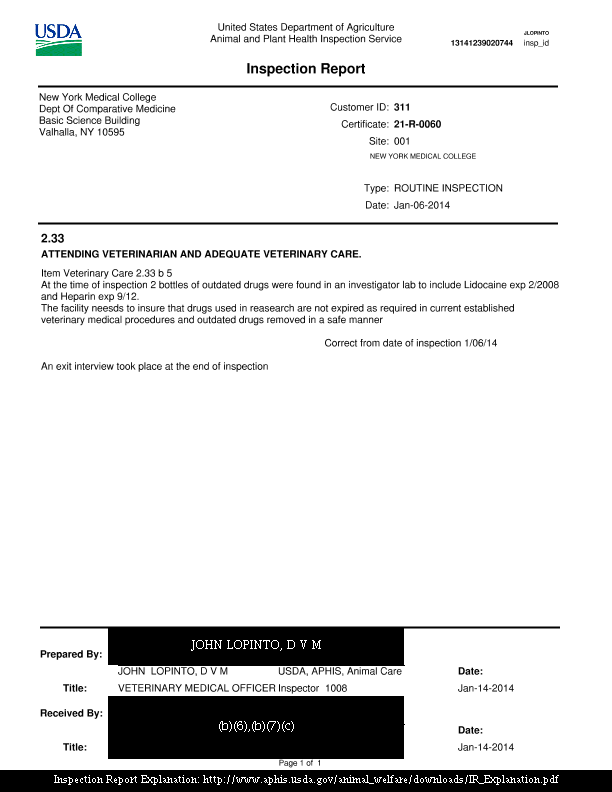 USDA
United States Department of Agriculture
Animal and Plant Health Inspection Service
JLOPINTO
13141239020744 insp_id
Inspection Report
New York Medical College
Dept Of Comparative Medicine
Basic Science Building
Valhalla, NY 10595
Customer ID: 311
Certificate: 21-R-0060
Site: 001
NEW YORK MEDICAL COLLEGE
Type: ROUTINE INSPECTION
Date: Jan-06-2014
2.33
ATTENDING VETERINARIAN AND ADEQUATE VETERINARY CARE.
Item Veterinary Care 2.33 b 5
At the time of inspection 2 bottles of outdated drugs were found in an investigator lab to include Lidocaine exp 2/2008
and Heparin exp 9/12.
The facility needs to insure that drugs used in reasearch are not expired as required in current established
veterinary medical procedures and outdated drugs removed in a safe manner
Correct from date of inspection 1/06/14
An exit interview took place at the end of inspection
JOHN LOPINTO, D V M
Prepared By:
JOHN LOPINTO, D V M USDA, APHIS, Animal Care Date:
Title: VETERINARY MEDICAL OFFICER Inspector 1008 Jan-14-2014
Received By:
(b)(6),(b)(7)(c)
Date:
Title: Jan-14-2014
Page 1 of 1
Inspection Report Explanation: http://www.aphis.usda.gov/animal_welfare/downloads/IR_Explanation.pdf